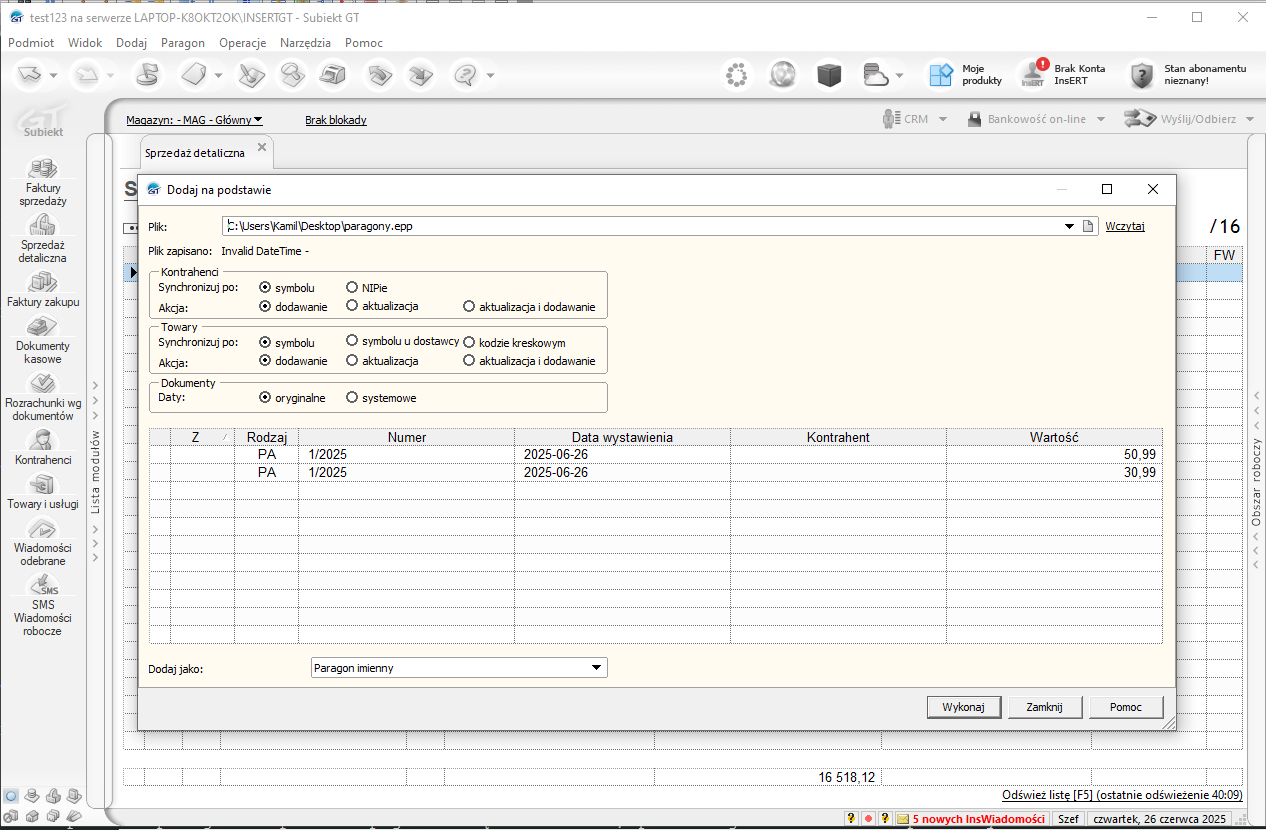 test123 na serwerze LAPTOP-K8OKT2OK\INSERTGT - Subiekt GT
Podmiot Widok Dodaj Paragon Operacje Narzędzia Pomoc
Moje produkty
Brak Konta InsERT
Stan abonamentu nieznany!
GT
Subiekt
Magazyn: - MAG - Główny
Brak blokady
CRM
Bankowość on-line
Wyślij/Odbierz
Sprzedaż detaliczna
Faktury
sprzedaży
Sprzedaż
detaliczna
Faktury zakupu
Dokumenty
kasowe
Rozrachunki wg
dokumentów
Kontrahenci
Towary i usługi
Wiadomości
odebrane
SMS
SMS
Wiadomości
robocze
Lista modułów
S
/16
FW
Dodaj na podstawie
Plik: C:\Users\Kamil\Desktop\paragony.epp Wczytaj
Plik zapisano: Invalid DateTime -
Kontrahenci
Synchronizuj po: symbolu NIPie
Akcja: dodawanie aktualizacja aktualizacja i dodawanie
Towary
Synchronizuj po: symbolu symbolu u dostawcy kodzie kreskowym
Akcja: dodawanie aktualizacja aktualizacja i dodawanie
Dokumenty
Daty: oryginalne systemowe
Z Rodzaj Numer Data wystawienia Kontrahent Wartość
PA 1/2025 2025-06-26 50,99
PA 1/2025 2025-06-26 30,99
Dodaj jako: Paragon imienny
Wykonaj Zamknij Pomoc
Obszar roboczy
16 518,12
Odśwież listę [F5] (ostatnie odświeżenie 40:09)
5 nowych InsWiadomości Szef czwartek, 26 czerwca 2025